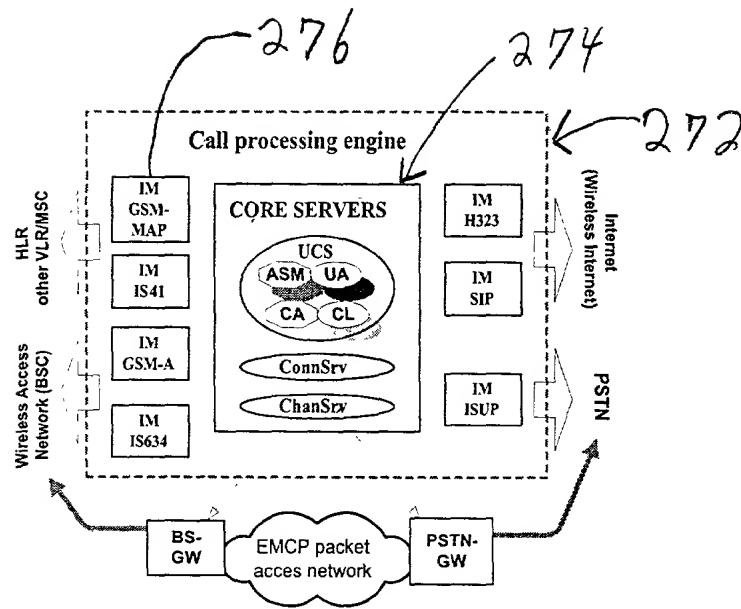 276
274
272
Call processing engine
IM
GSM-
MAP
IM
IS41
IM
GSM-A
IM
IS634
HLR
other VLR/MSC
Wireless Access
Network (BSC)
CORE SERVERS
UCS
ASM
UA
CA
CL
ConnSrv
ChanSrv
IM
H323
IM
SIP
IM
ISUP
Internet
(Wireless Internet)
PSTN
BS-
GW
EMCP packet
acces network
PSTN-
GW